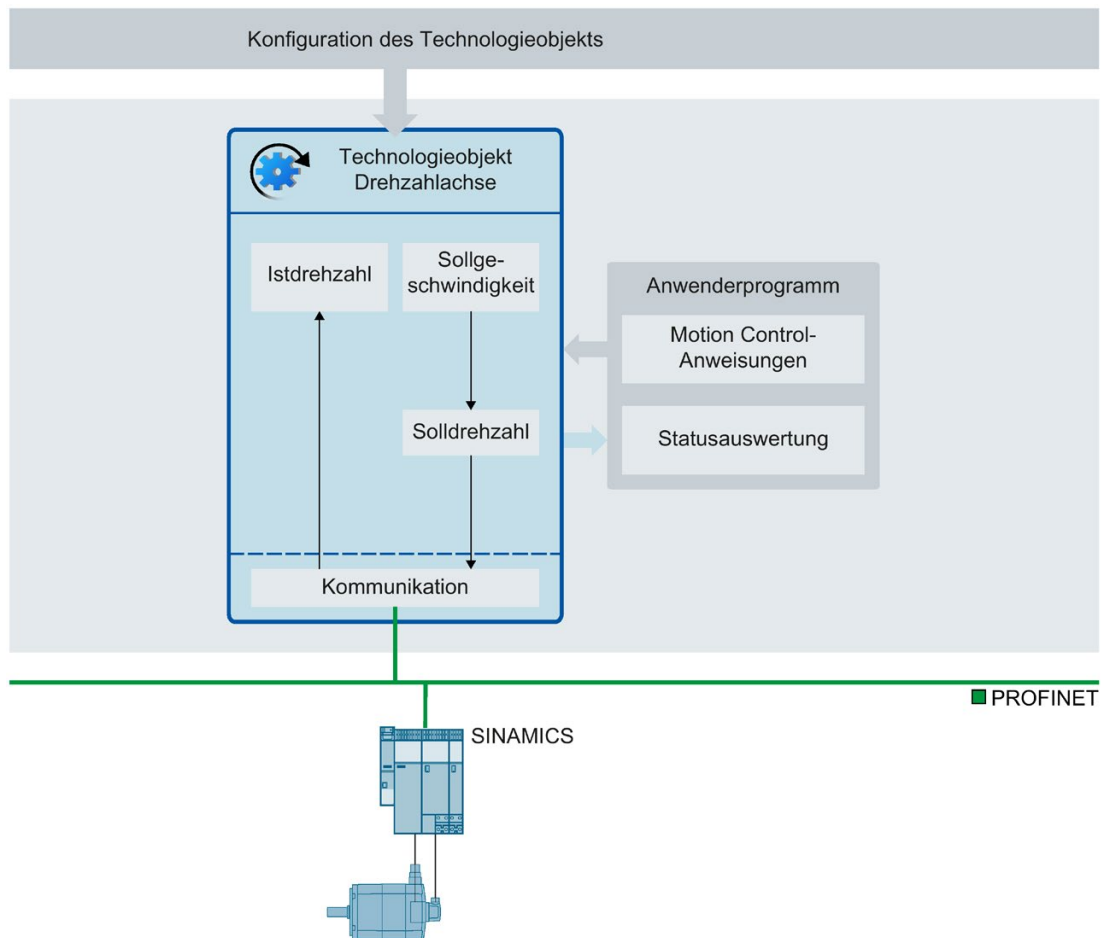 Konfiguration des Technologieobjekts
Technologieobjekt
Drehzahlachse
Istdrehzahl
Sollge-
schwindigkeit
Solldrehzahl
Kommunikation
Anwenderprogramm
Motion Control-
Anweisungen
Statusauswertung
PROFINET
SINAMICS